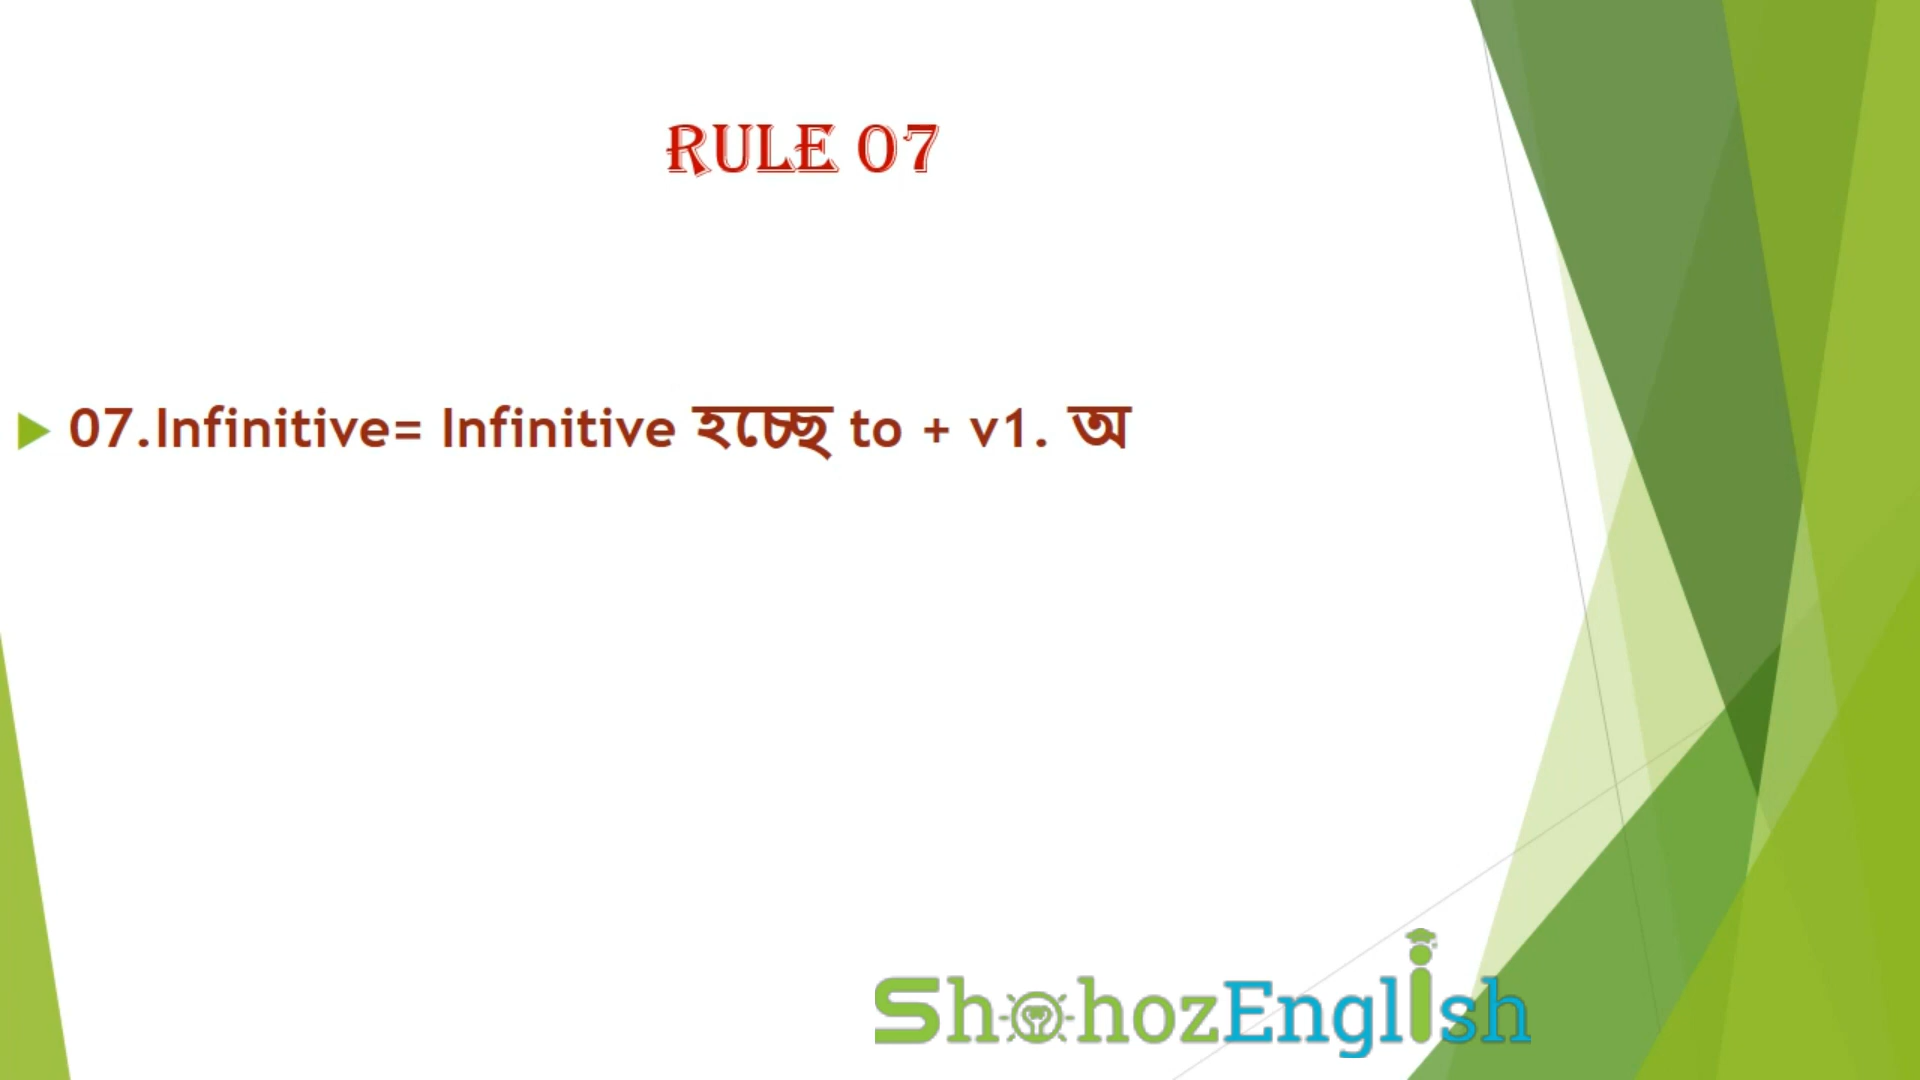 RULE 07
07.Infinitive= Infinitive হচ্ছে to + v1. অ
ShohozEnglish